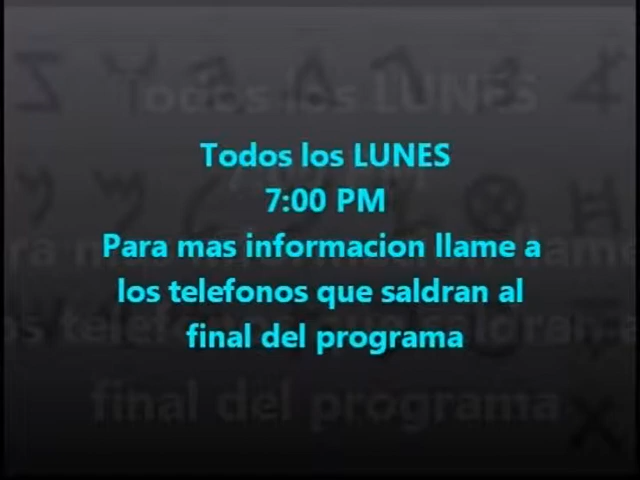 Todos los LUNES
7:00 PM
Para mas informacion llame a
los telefonos que saldran al
final del programa